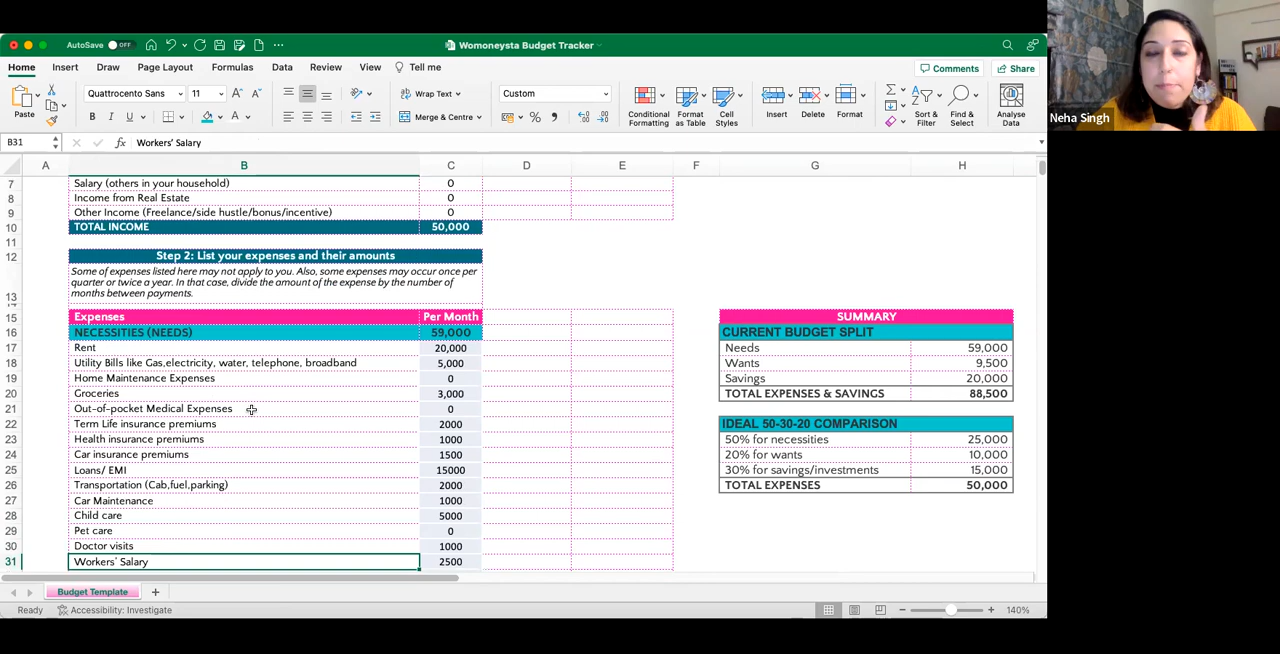 AutoSave OFF
Womoneysta Budget Tracker
Home Insert Draw Page Layout Formulas Data Review View Tell me
Comments Share
Paste
Quattrocento Sans 11
Wrap Text
Custom
B I U
Merge & Centre
Conditional Formatting
Format as Table
Cell Styles
Insert
Delete
Format
Sort & Filter
Find & Select
Analyse Data
Neha Singh
B31 fx Workers' Salary
A B C D E F G H
7 Salary (others in your household) 0
8 Income from Real Estate 0
9 Other Income (Freelance/side hustle/bonus/incentive) 0
10 TOTAL INCOME 50,000
11
12 Step 2: List your expenses and their amounts
Some of expenses listed here may not apply to you. Also, some expenses may occur once per
quarter or twice a year. In that case, divide the amount of the expense by the number of
13 months between payments.
15 Expenses Per Month SUMMARY
16 NECESSITIES (NEEDS) 59,000 CURRENT BUDGET SPLIT
17 Rent 20,000 Needs 59,000
18 Utility Bills like Gas,electricity, water, telephone, broadband 5,000 Wants 9,500
19 Home Maintenance Expenses 0 Savings 20,000
20 Groceries 3,000 TOTAL EXPENSES & SAVINGS 88,500
21 Out-of-pocket Medical Expenses 0
22 Term Life insurance premiums 2000 IDEAL 50-30-20 COMPARISON
23 Health insurance premiums 1000 50% for necessities 25,000
24 Car insurance premiums 1500 20% for wants 10,000
25 Loans/ EMI 15000 30% for savings/investments 15,000
26 Transportation (Cab,fuel,parking) 2000 TOTAL EXPENSES 50,000
27 Car Maintenance 1000
28 Child care 5000
29 Pet care 0
30 Doctor visits 1000
31 Workers' Salary 2500
Budget Template
Ready Accessibility: Investigate 140%